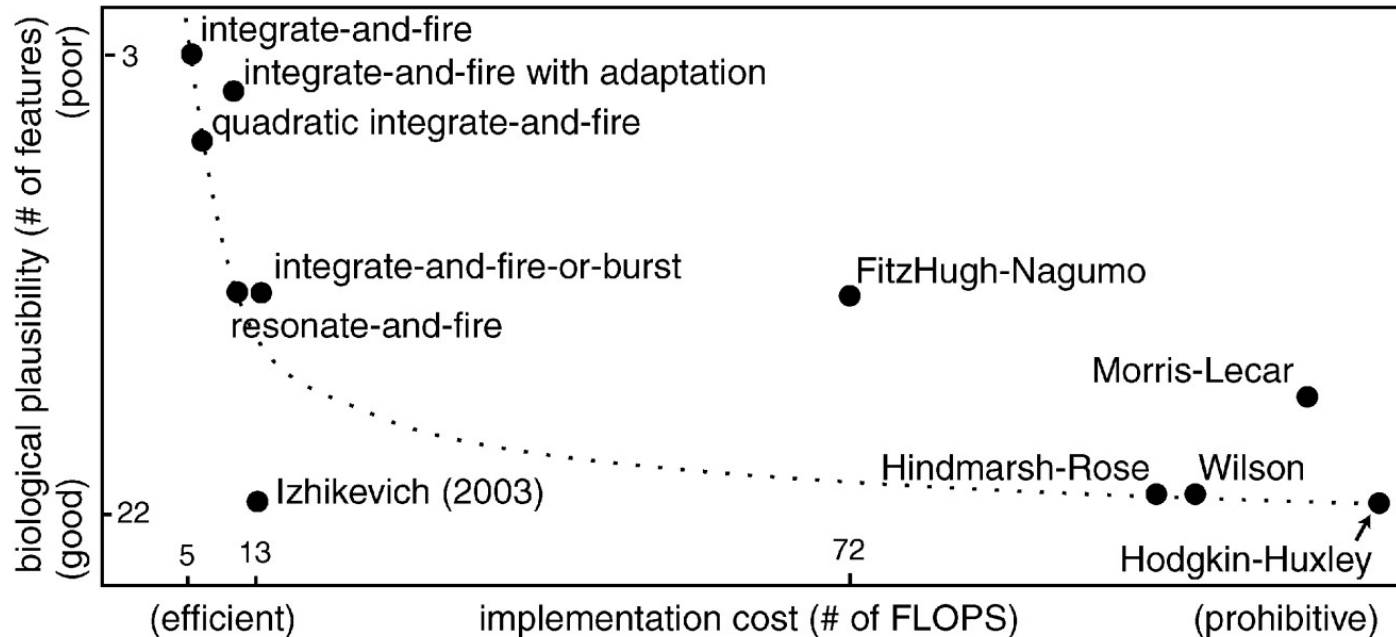 biological plausibility (# of features)
(poor)
(good)
3
22
integrate-and-fire
integrate-and-fire with adaptation
quadratic integrate-and-fire
integrate-and-fire-or-burst
resonate-and-fire
FitzHugh-Nagumo
Morris-Lecar
Hindmarsh-Rose
Wilson
Izhikevich (2003)
Hodgkin-Huxley
5
13
72
(efficient)
implementation cost (# of FLOPS)
(prohibitive)